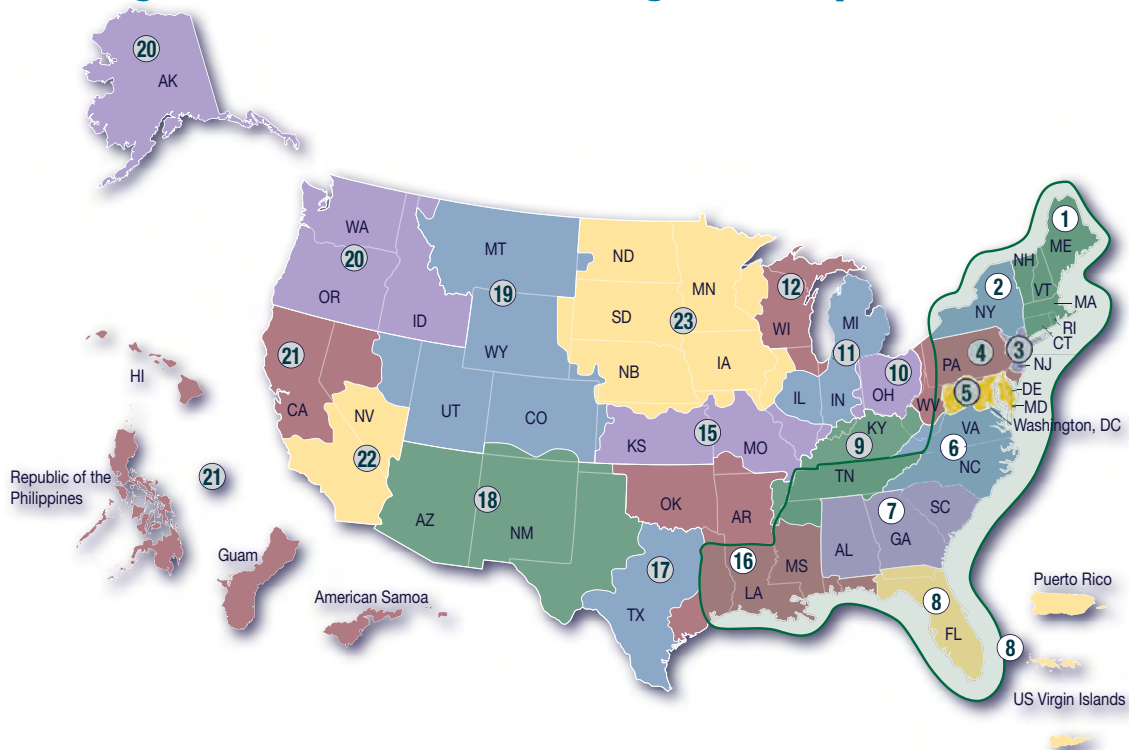 20
AK
1
ME
NH
VT
MA
RI
CT
2
NY
WA
20
OR
ID
MT
19
WY
ND
MN
SD
23
NB
IA
12
WI
MI
11
IL
IN
10
OH
PA
4
3
NJ
5
DE
MD
Washington, DC
WV
VA
6
NC
21
CA
NV
22
UT
CO
KS
15
MO
KY
9
TN
HI
Republic of the
Philippines
21
Guam
American Samoa
18
AZ
NM
OK
AR
17
TX
16
LA
MS
AL
7
GA
SC
8
FL
8
Puerto Rico
US Virgin Islands